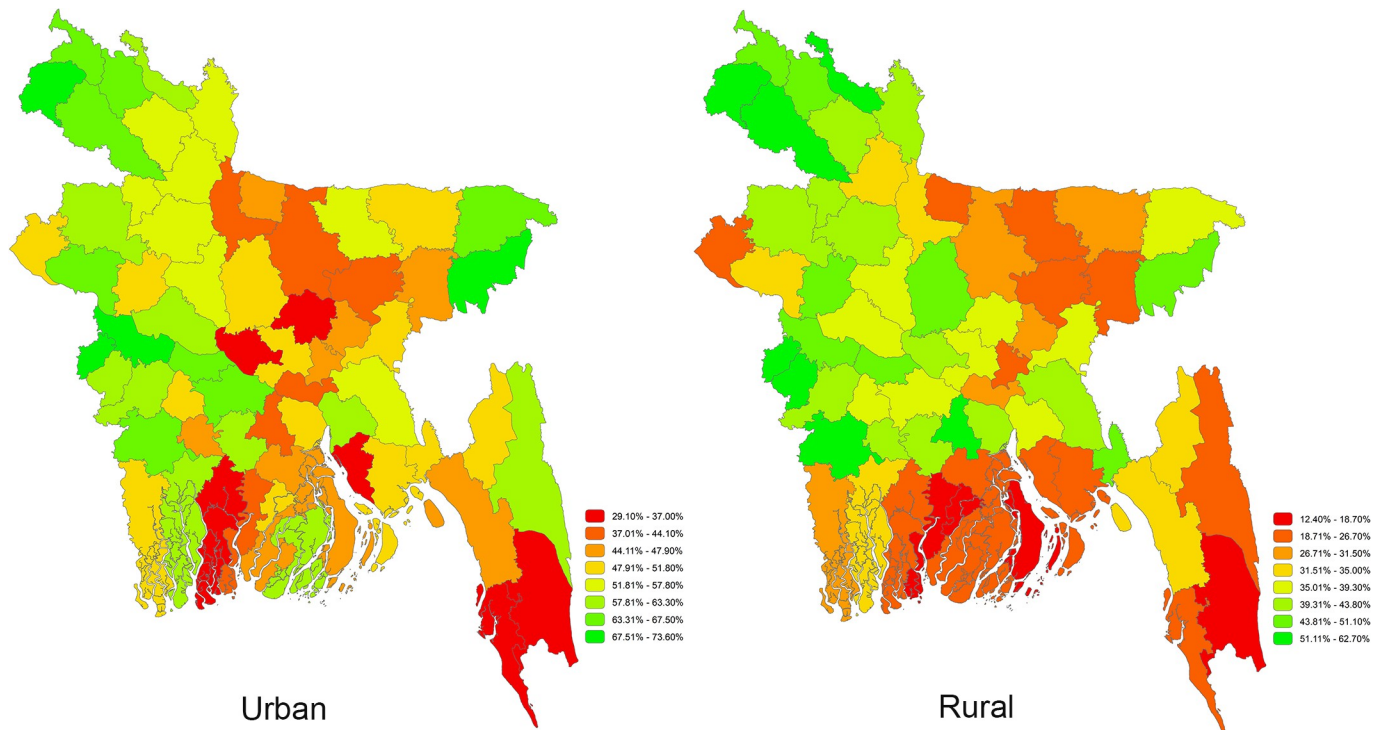 29.10% - 37.00%
37.01% - 44.10%
44.11% - 47.90%
47.91% - 51.80%
51.81% - 57.80%
57.81% - 63.30%
63.31% - 67.50%
67.51% - 73.60%
Urban
12.40% - 18.70%
18.71% - 26.70%
26.71% - 31.50%
31.51% - 35.00%
35.01% - 39.30%
39.31% - 43.80%
43.81% - 51.10%
51.11% - 62.70%
Rural